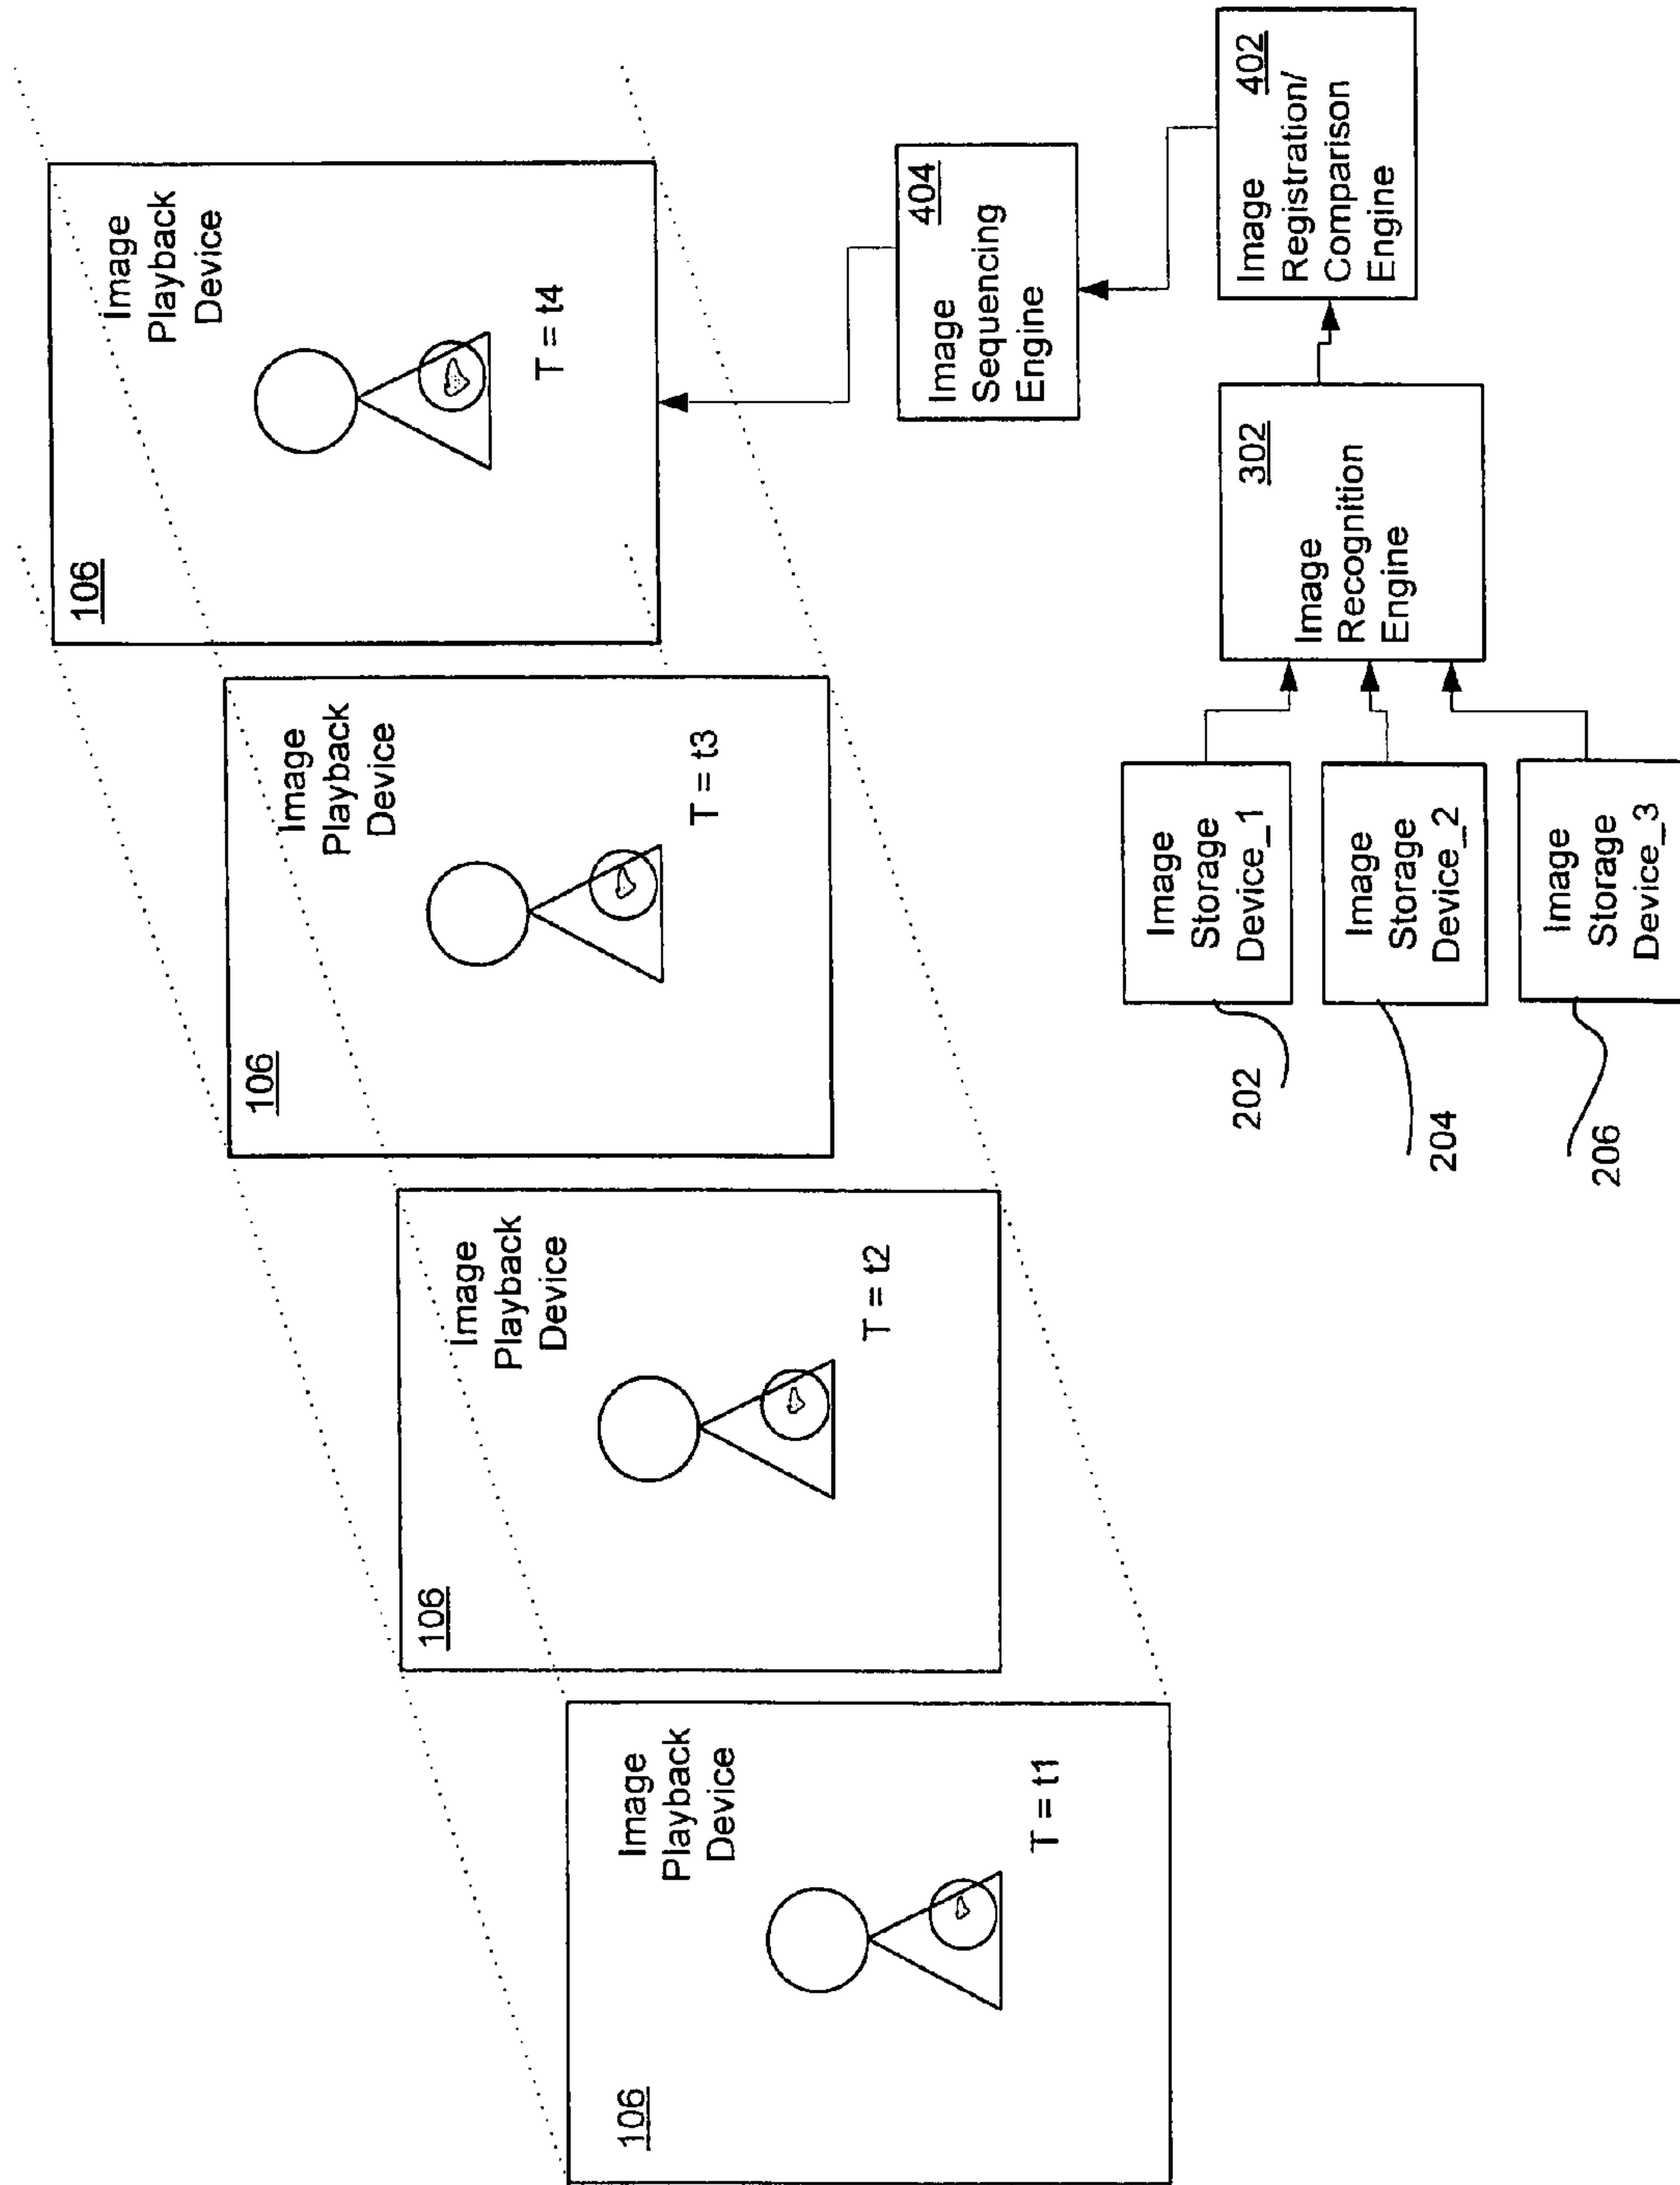 106
Image
Playback
Device
T = t1
106
Image
Playback
Device
T = t2
106
Image
Playback
Device
T = t3
106
Image
Playback
Device
T = t4
202
Image
Storage
Device_1
204
Image
Storage
Device_2
206
Image
Storage
Device_3
302
Image
Recognition
Engine
404
Image
Sequencing
Engine
402
Image
Registration/
Comparison
Engine